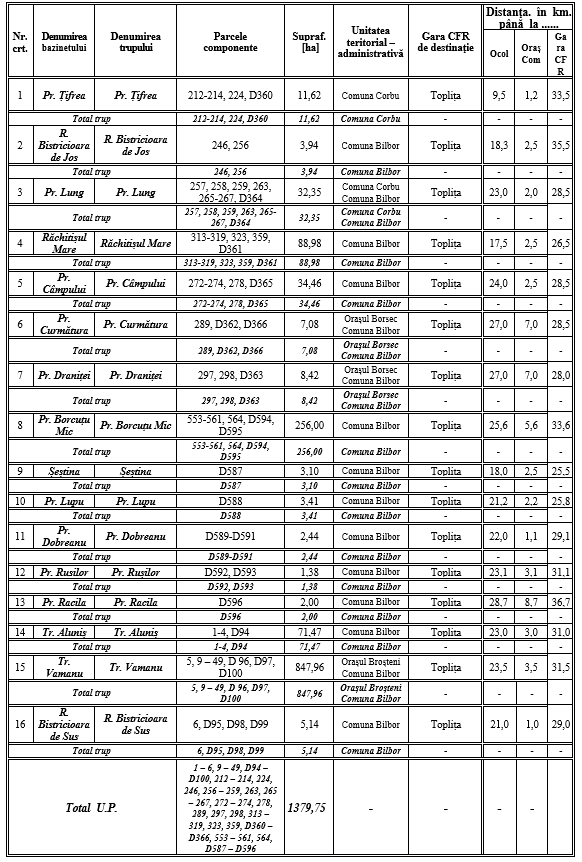 Nr. crt. Denumirea bazinetului Denumirea trupului Parcele componente Supraf. [ha] Unitatea teritorial – administrativă Gara CFR de destinație Distanța. în km. până la ......
Ocol Oraș Com Ga ra CF R
1 Pr. Țifrea Pr. Țifrea 212-214, 224, D360 11,62 Comuna Corbu Toplița 9,5 1,2 33,5
Total trup 212-214, 224, D360 11,62 Comuna Corbu - - - -
2 R. Bistricioara de Jos R. Bistricioara de Jos 246, 256 3,94 Comuna Bilbor Toplița 18,3 2,5 35,5
Total trup 246, 256 3,94 Comuna Bilbor - - - -
3 Pr. Lung Pr. Lung 257, 258, 259, 263, 265-267, D364 32,35 Comuna Corbu Comuna Bilbor Toplița 23,0 2,0 28,5
Total trup 257, 258, 259, 263, 265-267, D364 32,35 Comuna Corbu Comuna Bilbor - - - -
4 Răchitișul Mare Răchitișul Mare 313-319, 323, 359, D361 88,98 Comuna Bilbor Toplița 17,5 2,5 26,5
Total trup 313-319, 323, 359, D361 88,98 Comuna Bilbor - - - -
5 Pr. Câmpului Pr. Câmpului 272-274, 278, D365 34,46 Comuna Bilbor Toplița 24,0 2,5 28,5
Total trup 272-274, 278, D365 34,46 Comuna Bilbor - - - -
6 Pr. Curmătura Pr. Curmătura 289, D362, D366 7,08 Orașul Borsec Comuna Bilbor Toplița 27,0 7,0 28,5
Total trup 289, D362, D366 7,08 Orașul Borsec Comuna Bilbor - - - -
7 Pr. Draniței Pr. Draniței 297, 298, D363 8,42 Orașul Borsec Comuna Bilbor Toplița 27,0 7,0 28,0
Total trup 297, 298, D363 8,42 Orașul Borsec Comuna Bilbor - - - -
8 Pr. Borcuțu Mic Pr. Borcuțu Mic 553-561, 564, D594, D595 256,00 Comuna Bilbor Toplița 25,6 5,6 33,6
Total trup 553-561, 564, D594, D595 256,00 Comuna Bilbor - - - -
9 Șeștina Șeștina D587 3,10 Comuna Bilbor Toplița 18,0 2,5 25,5
Total trup D587 3,10 Comuna Bilbor - - - -
10 Pr. Lupu Pr. Lupu D588 3,41 Comuna Bilbor Toplița 21,2 2,2 25,8
Total trup D588 3,41 Comuna Bilbor - - - -
11 Pr. Dobreanu Pr. Dobreanu D589-D591 2,44 Comuna Bilbor Toplița 22,0 1,1 29,1
Total trup D589-D591 2,44 Comuna Bilbor - - - -
12 Pr. Rusilor Pr. Rușilor D592, D593 1,38 Comuna Bilbor Toplița 23,1 3,1 31,1
Total trup D592, D593 1,38 Comuna Bilbor - - - -
13 Pr. Racila Pr. Racila D596 2,00 Comuna Bilbor Toplița 28,7 8,7 36,7
Total trup D596 2,00 Comuna Bilbor - - - -
14 Tr. Aluniș Tr. Aluniș 1-4, D94 71,47 Comuna Bilbor Toplița 23,0 3,0 31,0
Total trup 1-4, D94 71,47 Comuna Bilbor - - - -
15 Tr. Vamanu Tr. Vamanu 5, 9 – 49, D 96, D97, D100 847,96 Orașul Broșteni Comuna Bilbor Toplița 23,5 3,5 31,5
Total trup 5, 9 – 49, D 96, D97, D100 847,96 Orașul Broșteni Comuna Bilbor - - - -
16 R. Bistricioara de Sus R. Bistricioara de Sus 6, D95, D98, D99 5,14 Comuna Bilbor Toplița 21,0 1,0 29,0
Total trup 6, D95, D98, D99 5,14 Comuna Bilbor - - - -
Total U.P. 1 – 6, 9 – 49, D94 – D100, 212 – 214, 224, 246, 256 – 259, 263, 265 – 267, 272 – 274, 278, 289, 297, 298, 313 – 319, 323, 359, D360 – D366, 553 – 561, 564, D587 – D596 1379,75 - - - - -